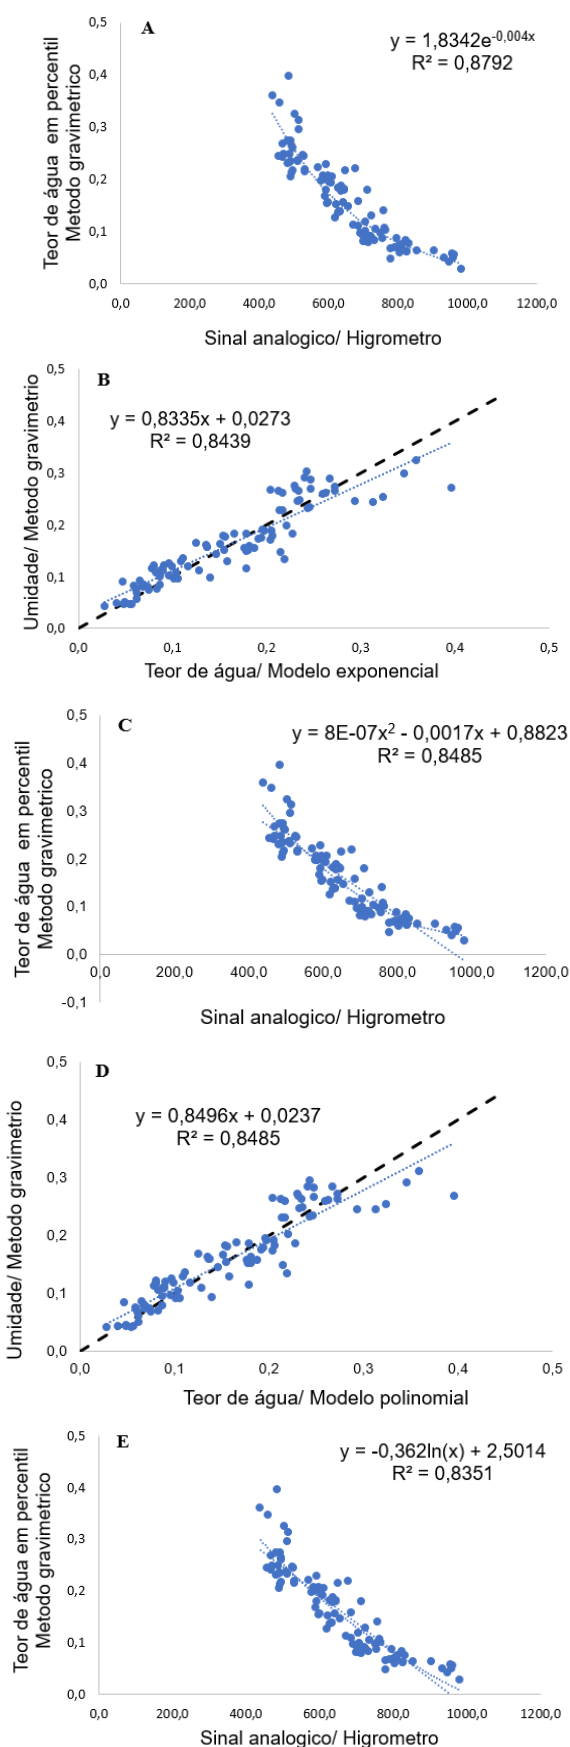 A
y = 1,8342e-0,004x
R² = 0,8792
Teor de água em percentil
Metodo gravimetrico
0,5
0,4
0,3
0,2
0,1
0,0
0,0 200,0 400,0 600,0 800,0 1000,0 1200,0
Sinal analogico/ Higrometro
B
y = 0,8335x + 0,0273
R² = 0,8439
Umidade/ Metodo gravimetrio
0,5
0,4
0,3
0,2
0,1
0,0
0,0 0,1 0,2 0,3 0,4 0,5
Teor de água/ Modelo exponencial
C
y = 8E-07x² - 0,0017x + 0,8823
R² = 0,8485
Teor de água em percentil
Metodo gravimetrico
0,5
0,4
0,3
0,2
0,1
0,0
-0,1
0,0 200,0 400,0 600,0 800,0 1000,0 1200,0
Sinal analogico/ Higrometro
D
y = 0,8496x + 0,0237
R² = 0,8485
Umidade/ Metodo gravimetrio
0,5
0,4
0,3
0,2
0,1
0,0
0,0 0,1 0,2 0,3 0,4 0,5
Teor de água/ Modelo polinomial
E
y = -0,362ln(x) + 2,5014
R² = 0,8351
Teor de água em percentil
Metodo gravimetrico
0,5
0,4
0,3
0,2
0,1
0,0
0,0 200,0 400,0 600,0 800,0 1000,0 1200,0
Sinal analogico/ Higrometro